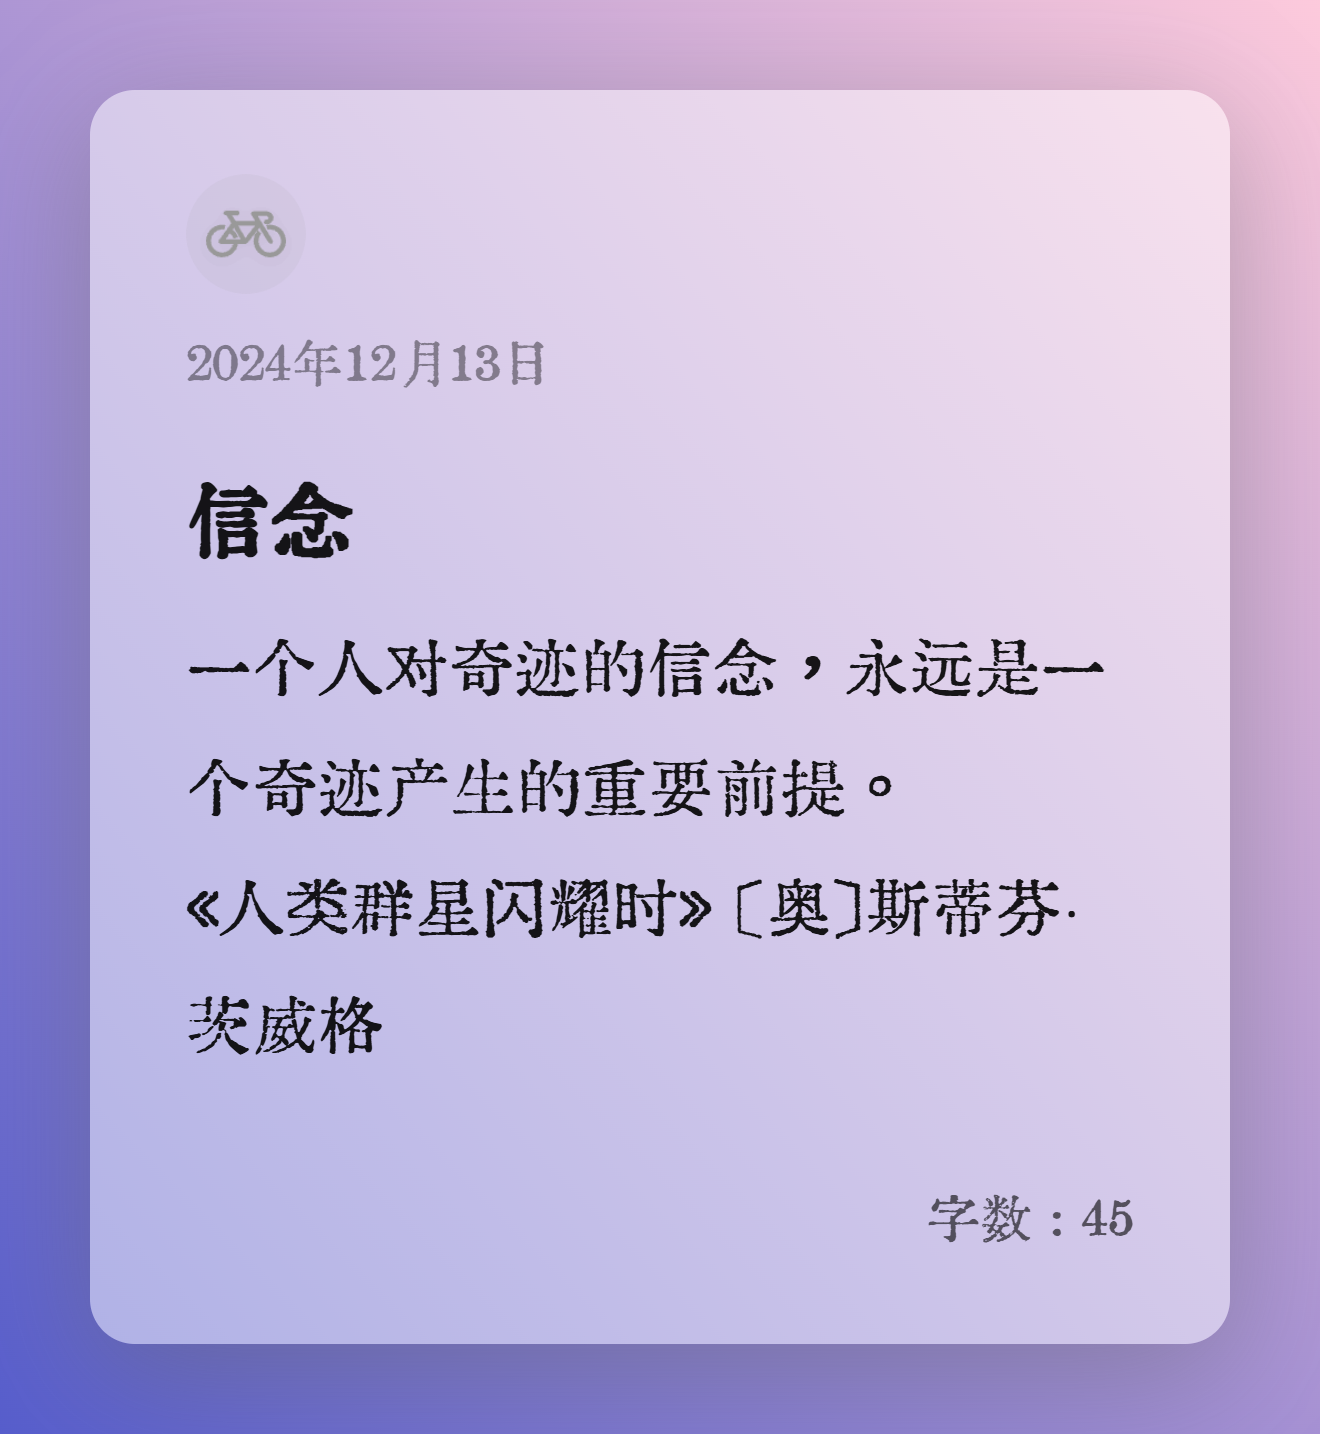 2024年12月13日
信念
一个人对奇迹的信念，永远是一
个奇迹产生的重要前提。
《人类群星闪耀时》〔奥〕斯蒂芬·
茨威格
字数：45